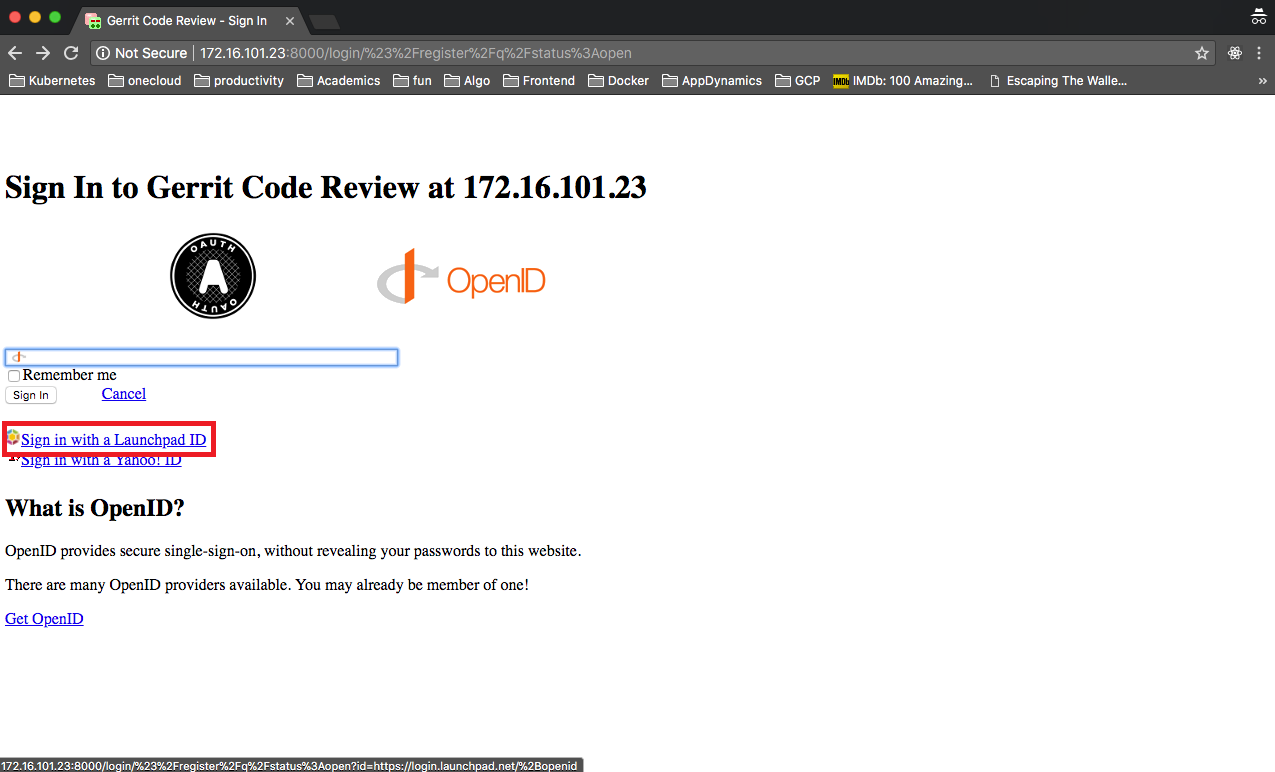 Gerrit Code Review - Sign In
Not Secure | 172.16.101.23:8000/login/%23%2Fregister%2Fq%2Fstatus%3Aopen
Kubernetes onecloud productivity Academics fun Algo Frontend Docker AppDynamics GCP IMDb IMDb: 100 Amazing... Escaping The Walle... »
Sign In to Gerrit Code Review at 172.16.101.23
OAUTH
A
OAUTH
OpenID
Remember me
Sign In Cancel
Sign in with a Launchpad ID
Sign in with a Yahoo! ID
What is OpenID?
OpenID provides secure single-sign-on, without revealing your passwords to this website.
There are many OpenID providers available. You may already be member of one!
Get OpenID
172.16.101.23:8000/login/%23%2Fregister%2Fq%2Fstatus%3Aopen?id=https://login.launchpad.net/%2Bopenid